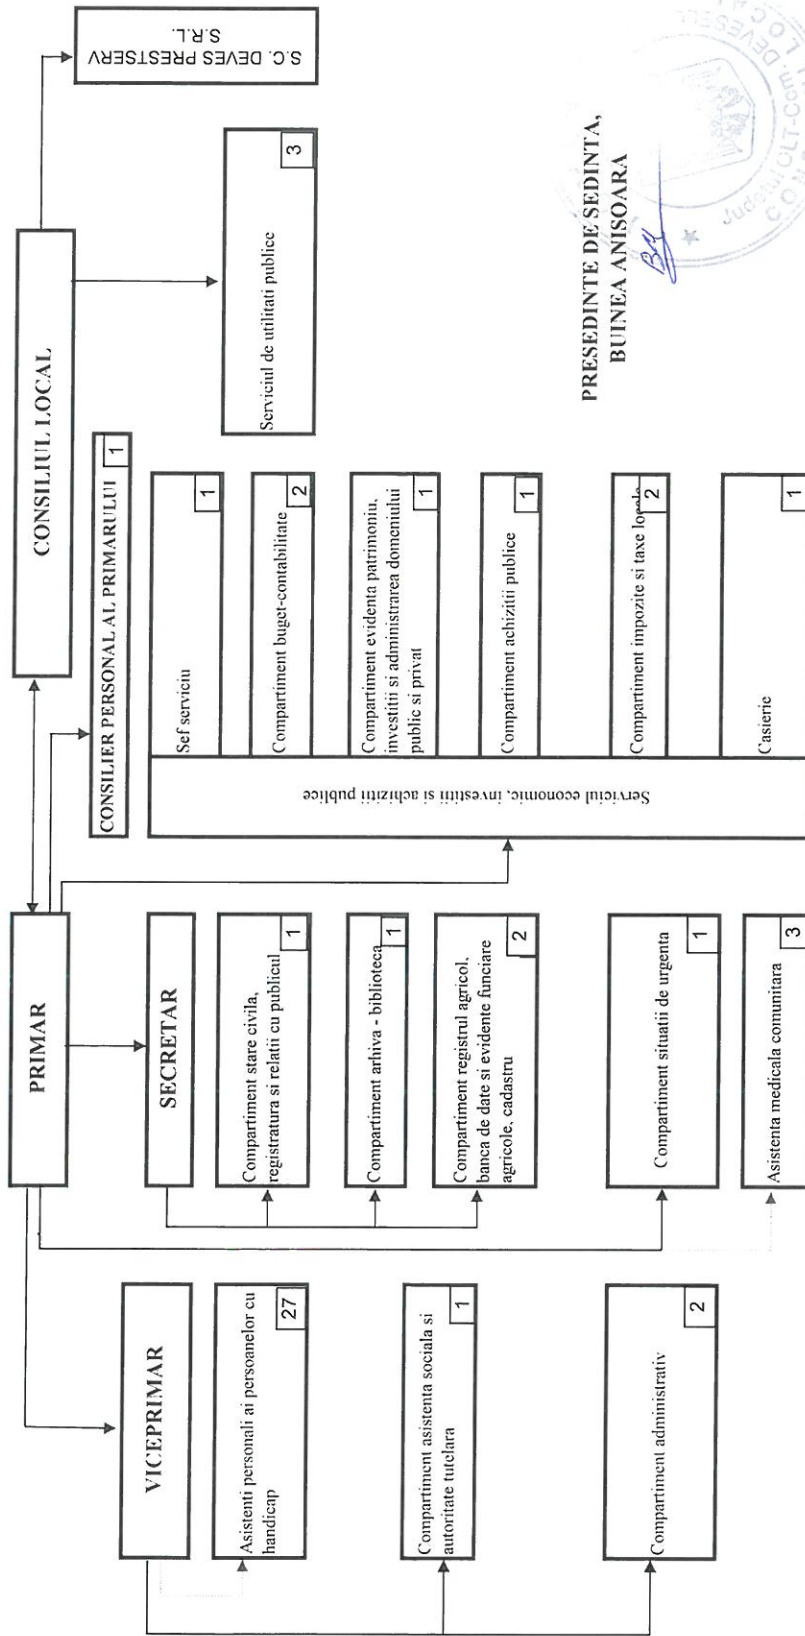 PRIMAR
CONSILIUL LOCAL
S.C. DEVES PRESTSERV
S.R.L.
VICEPRIMAR
SECRETAR
CONSILIER PERSONAL AL PRIMARULUI
1
Asistenti personali ai persoanelor cu
handicap
27
Compartiment asistenta sociala si
autoritate tutelara
1
Compartiment administrativ
2
Compartiment stare civila,
registratura si relatii cu publicul
1
Compartiment arhiva - biblioteca
1
Compartiment registrul agricol,
banca de date si evidente funciare
agricole, cadastru
2
Compartiment situatii de urgenta
1
Asistenta medicala comunitara
3
Serviciul economic, investitii si achizitii publice
Sef serviciu
1
Compartiment buget-contabilitate
2
Compartiment evidenta patrimoniu,
investitii si administrarea domeniului
public si privat
1
Compartiment achizitii publice
1
Compartiment impozite si taxe locale
2
Casierie
1
Serviciul de utilitati publice
3
PRESEDINTE DE SEDINTA,
BUINEA ANISOARA
Judetul OLT-Com. DEVESEL